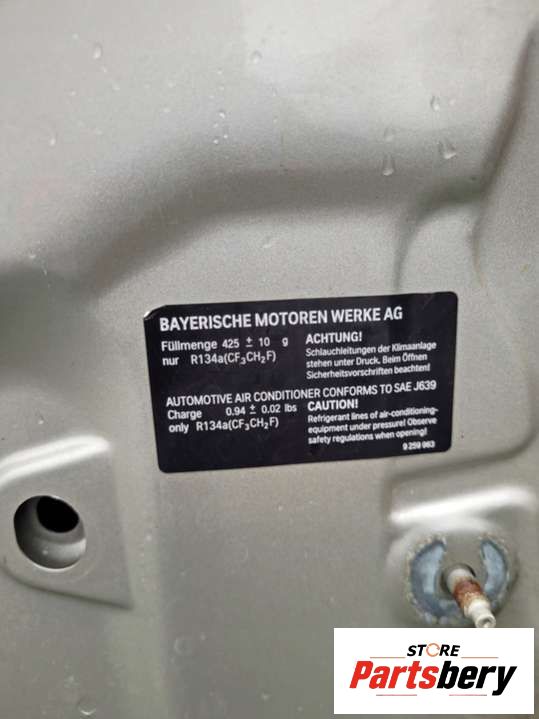 BAYERISCHE MOTOREN WERKE AG
Füllmenge 425 ± 10 g
nur R134a(CF₃CH₂F)
ACHTUNG!
Schlauchleitungen der Klimaanlage
stehen unter Druck. Beim Öffnen
Sicherheitsvorschriften beachten!
AUTOMOTIVE AIR CONDITIONER CONFORMS TO SAE J639
Charge 0.94 ± 0.02 lbs
only R134a(CF₃CH₂F)
CAUTION!
Refrigerant lines of air-conditioning-
equipment under pressure! Observe
safety regulations when opening!
9 259 963
STORE
Partsbery